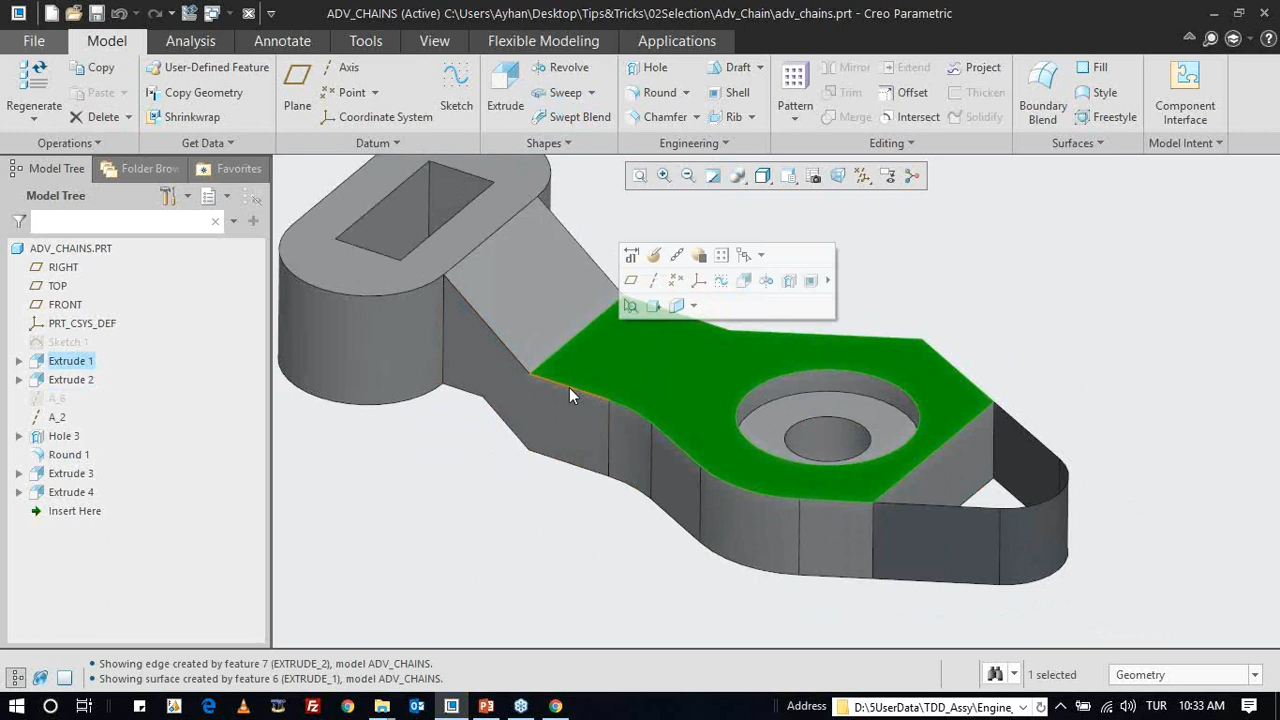 ADV_CHAINS (Active) C:\Users\Ayhan\Desktop\Tips&Tricks\02Selection\Adv_Chain\adv_chains.prt - Creo Parametric
File Model Analysis Annotate Tools View Flexible Modeling Applications
Regenerate
Copy
Paste
Delete
Operations
User-Defined Feature
Copy Geometry
Shrinkwrap
Get Data
Plane
Axis
Point
Coordinate System
Sketch
Datum
Extrude
Revolve
Sweep
Swept Blend
Shapes
Hole
Round
Chamfer
Draft
Shell
Rib
Engineering
Pattern
Mirror
Trim
Merge
Extend
Offset
Intersect
Project
Thicken
Solidify
Editing
Boundary
Blend
Fill
Style
Freestyle
Surfaces
Component
Interface
Model Intent
Model Tree Folder Brow Favorites
Model Tree
ADV_CHAINS.PRT
RIGHT
TOP
FRONT
PRT_CSYS_DEF
Sketch 1
Extrude 1
Extrude 2
A_6
A_2
Hole 3
Round 1
Extrude 3
Extrude 4
Insert Here
• Showing edge created by feature 7 (EXTRUDE_2), model ADV_CHAINS.
• Showing surface created by feature 6 (EXTRUDE_1), model ADV_CHAINS.
1 selected
Geometry
Address D:\5UserData\TDD_Assy\Engine_
TUR 10:33 AM